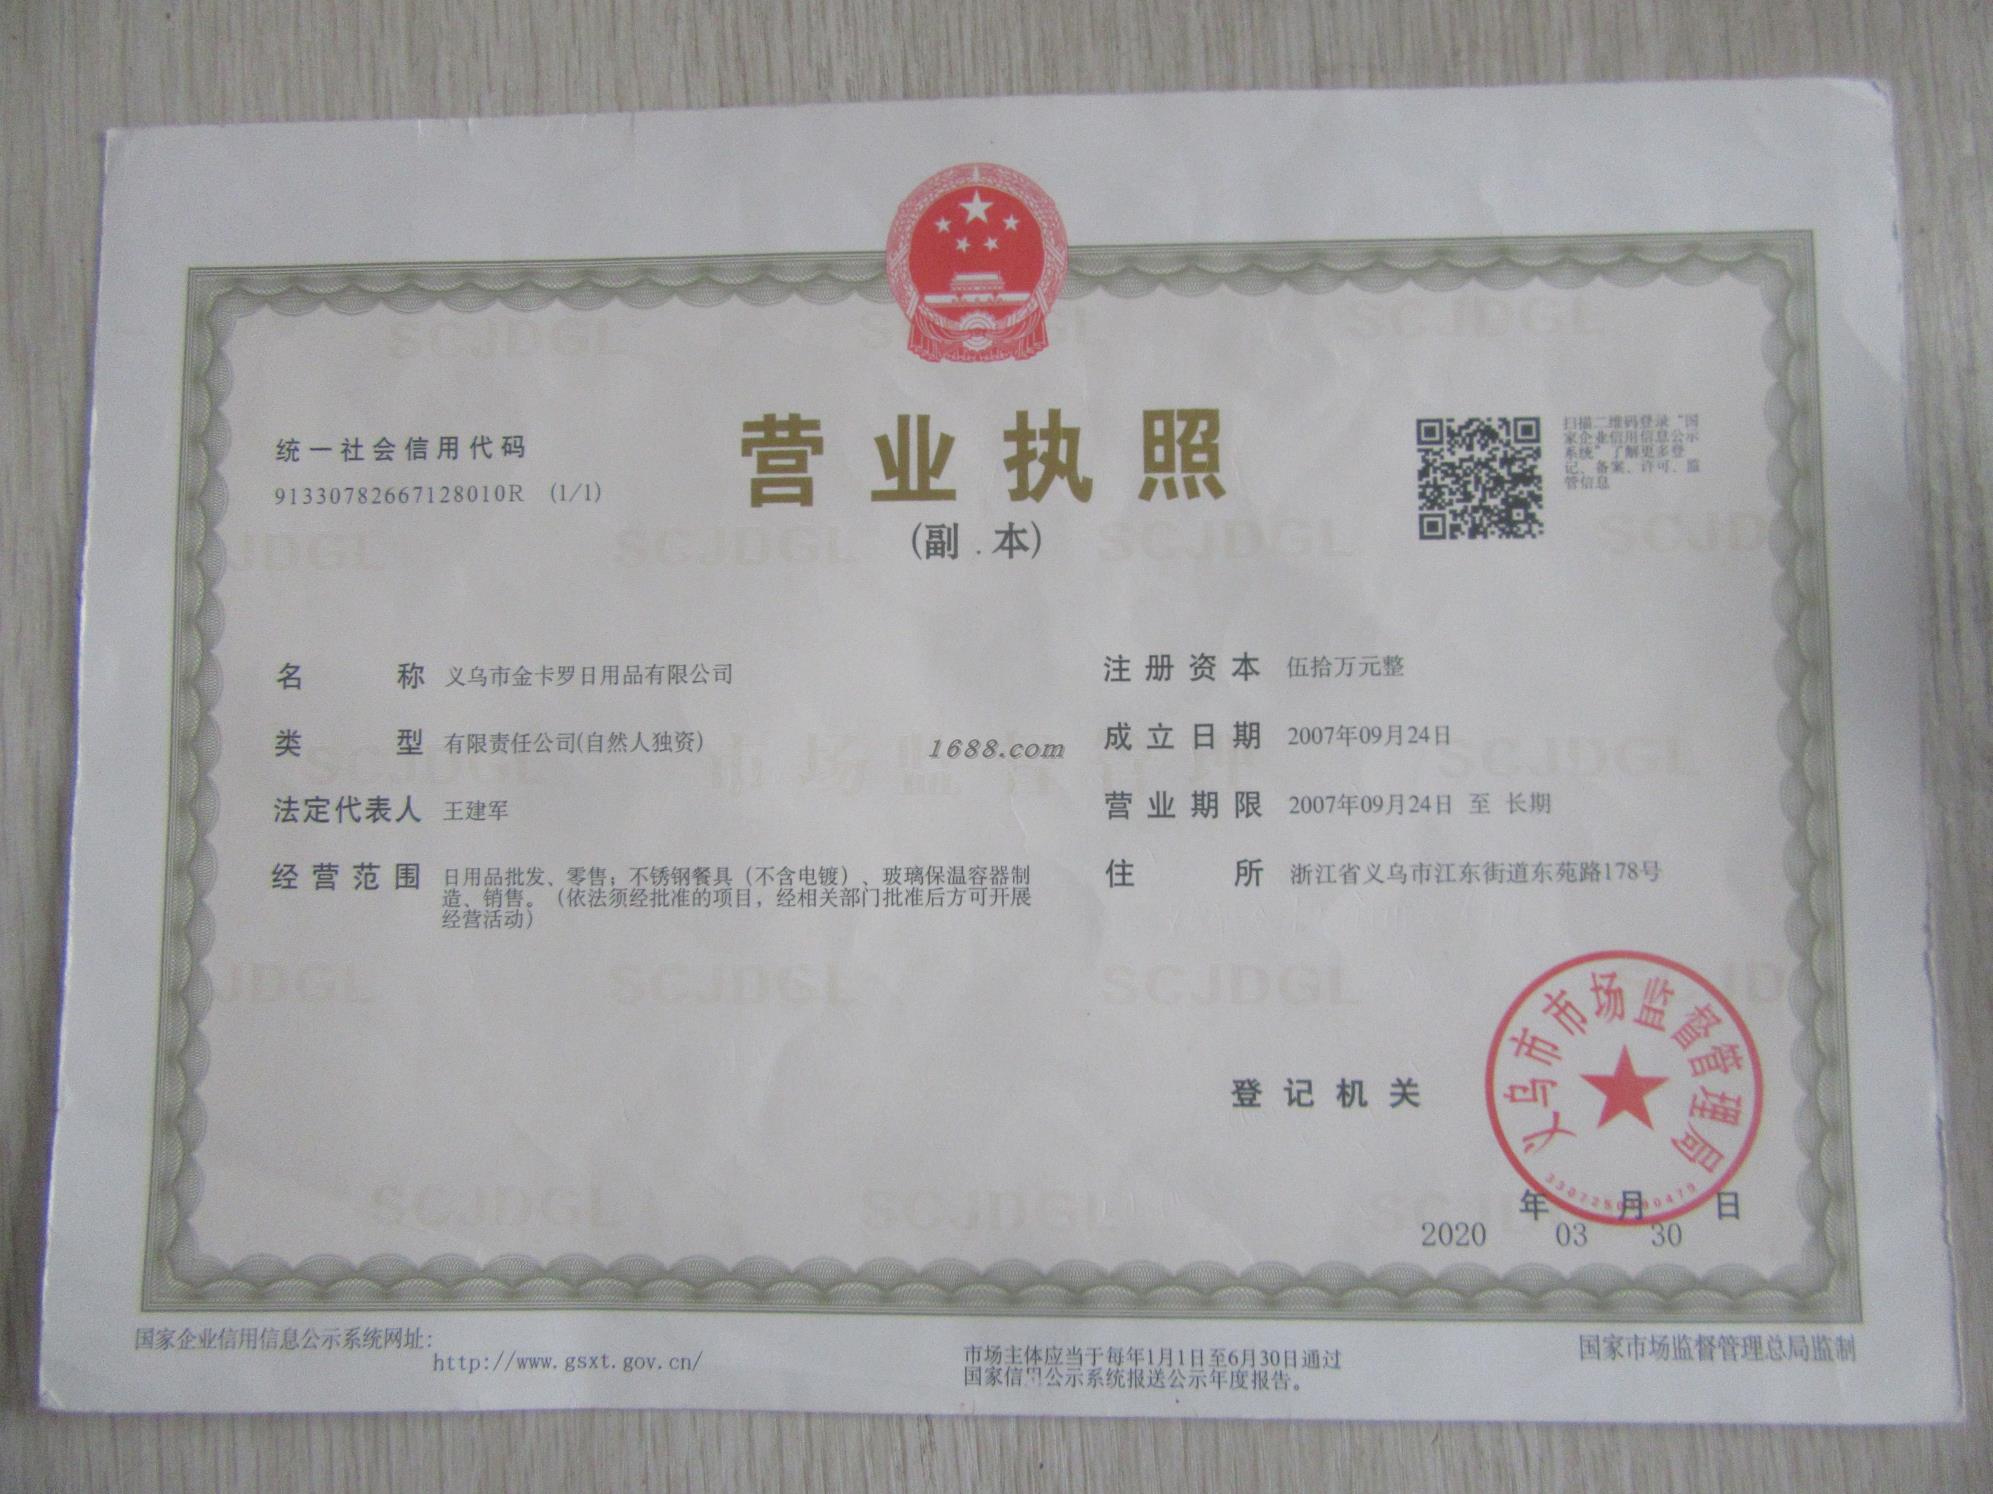 统一社会信用代码
91330782667128010R (1/1)
营业执照
(副 . 本)
扫描二维码登录“国
家企业信用信息公示
系统”了解更多登
记、备案、许可、监
管信息
名称 义乌市金卡罗日用品有限公司
类型 有限责任公司(自然人独资)
法定代表人 王建军
经营范围 日用品批发、零售；不锈钢餐具（不含电镀）、玻璃保温容器制
造、销售。（依法须经批准的项目，经相关部门批准后方可开展
经营活动）
1688.com
注册资本 伍拾万元整
成立日期 2007年09月24日
营业期限 2007年09月24日 至 长期
住所 浙江省义乌市江东街道东苑路178号
登记机关
义乌市市场监督管理局
年 月 日
2020 03 30
国家企业信用信息公示系统网址:
http://www.gsxt.gov.cn/
市场主体应当于每年1月1日至6月30日通过
国家信用公示系统报送公示年度报告。
国家市场监督管理总局监制
SCJDGL
市场监督管理